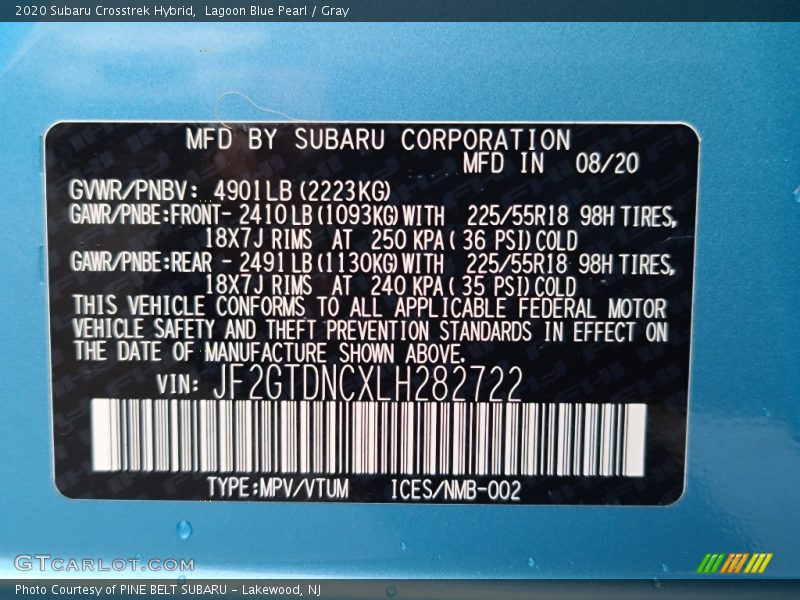 2020 Subaru Crosstrek Hybrid,  Lagoon Blue Pearl / Gray
MFD BY SUBARU CORPORATION
MFD IN 08/20
GVWR/PNBV: 4901LB (2223KG)
GAWR/PNBE:FRONT- 2410LB(1093KG)WITH 225/55R18 98H TIRES,
18X7J RIMS AT 250 KPA( 36 PSI)COLD
GAWR/PNBE:REAR - 2491LB(1130KG)WITH 225/55R18 98H TIRES,
18X7J RIMS AT 240 KPA( 35 PSI)COLD
THIS VEHICLE CONFORMS TO ALL APPLICABLE FEDERAL MOTOR
VEHICLE SAFETY AND THEFT PREVENTION STANDARDS IN EFFECT ON
THE DATE OF MANUFACTURE SHOWN ABOVE.
VIN: JF2GTDNCXLH282722
TYPE:MPV/VTUM ICES/NMB-002
GTCARLOT.COM
Photo Courtesy of PINE BELT SUBARU - Lakewood, NJ